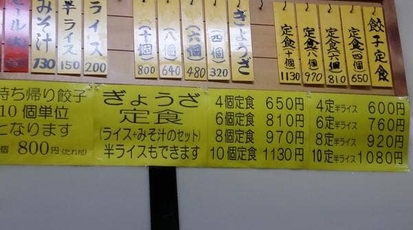 餃子定食
定食四個 650
定食六個 810
定食八個 970
定食十個 1130
ぎょうざ
(四個) 320
(六個) 480
(八個) 640
(十個) 800
ライス 200
半ライス 150
みそ汁 130
持ち帰り餃子
10個単位
となります
個 800円(たれ付)
ぎょうざ
定食
(ライス+みそ汁のセット)
半ライスもできます
4個定食 650円
6個定食 810円
8個定食 970円
10個定食 1130円
4定半ライス 600円
6定半ライス 760円
8定半ライス 920円
10定半ライス 1080円